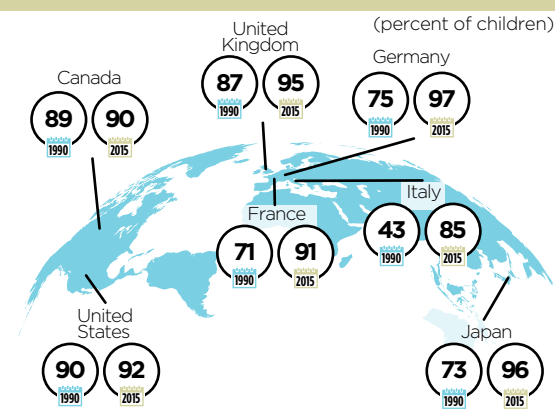 (percent of children)
United
Kingdom
87 95
1990 2015
Germany
75 97
1990 2015
Canada
89 90
1990 2015
France
71 91
1990 2015
Italy
43 85
1990 2015
United
States
90 92
1990 2015
Japan
73 96
1990 2015